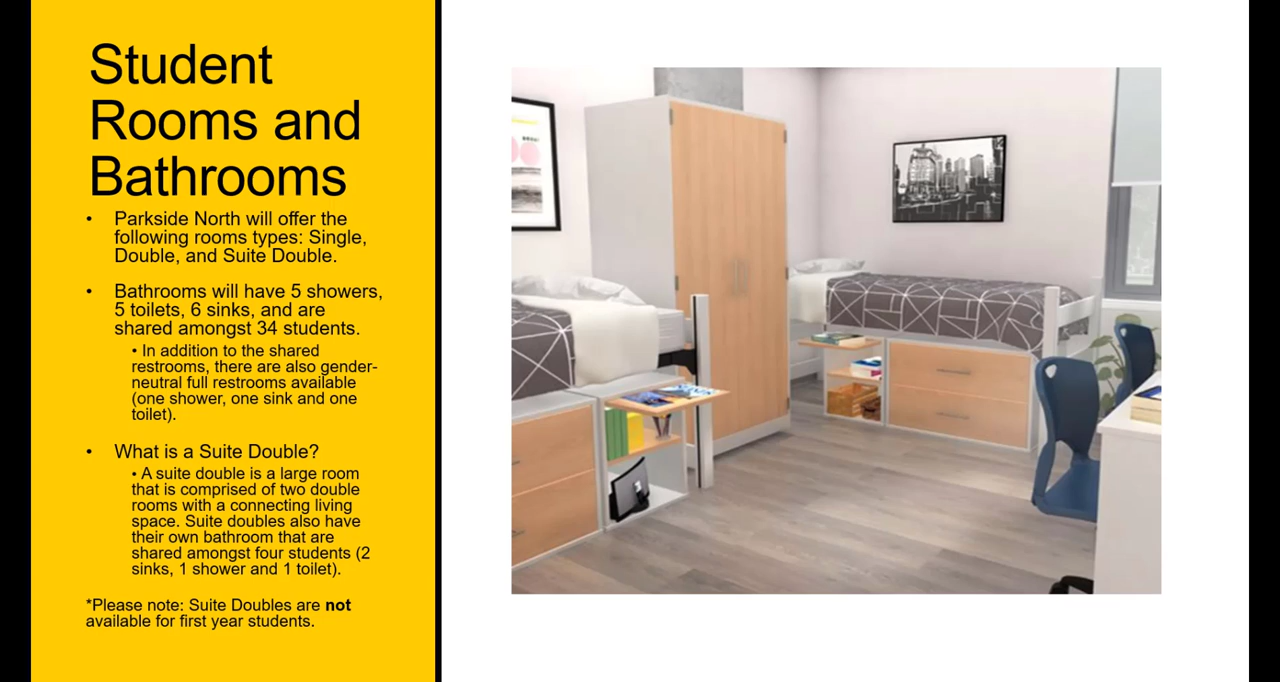 Student
Rooms and
Bathrooms
• Parkside North will offer the
following rooms types: Single,
Double, and Suite Double.
• Bathrooms will have 5 showers,
5 toilets, 6 sinks, and are
shared amongst 34 students.
• In addition to the shared
restrooms, there are also gender-
neutral full restrooms available
(one shower, one sink and one
toilet).
• What is a Suite Double?
• A suite double is a large room
that is comprised of two double
rooms with a connecting living
space. Suite doubles also have
their own bathroom that are
shared amongst four students (2
sinks, 1 shower and 1 toilet).
*Please note: Suite Doubles are not
available for first year students.